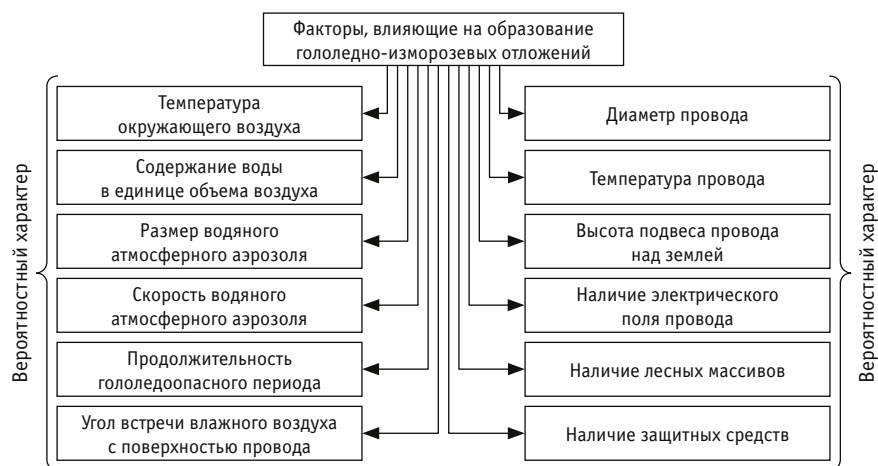 Факторы, влияющие на образование
гололедно-изморозевых отложений
Вероятностный характер
Температура
окружающего воздуха
Содержание воды
в единице объема воздуха
Размер водяного
атмосферного аэрозоля
Скорость водяного
атмосферного аэрозоля
Продолжительность
гололедоопасного периода
Угол встречи влажного воздуха
с поверхностью провода
Диаметр провода
Температура провода
Высота подвеса провода
над землей
Наличие электрического
поля провода
Наличие лесных массивов
Наличие защитных средств
Вероятностный характер